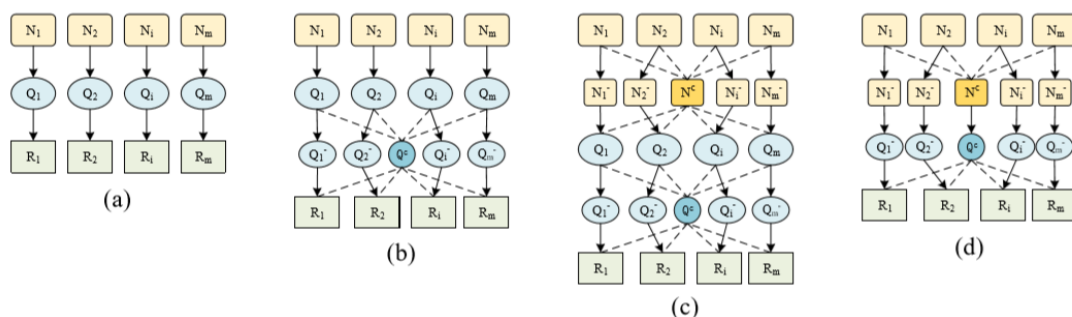 N₁ N₂ Nᵢ Nₘ
Q₁ Q₂ Qᵢ Qₘ
R₁ R₂ Rᵢ Rₘ
(a)
N₁ N₂ Nᵢ Nₘ
Q₁ Q₂ Qᵢ Qₘ
Q₁⁻ Q₂⁻ Qᶜ Qᵢ⁻ Qₘ⁻
R₁ R₂ Rᵢ Rₘ
(b)
N₁ N₂ Nᵢ Nₘ
N₁⁻ N₂⁻ Nᶜ Nᵢ⁻ Nₘ⁻
Q₁ Q₂ Qᵢ Qₘ
Q₁⁻ Q₂⁻ Qᶜ Qᵢ⁻ Qₘ⁻
R₁ R₂ Rᵢ Rₘ
(c)
N₁ N₂ Nᵢ Nₘ
N₁⁻ N₂⁻ Nᶜ Nᵢ⁻ Nₘ⁻
Q₁⁻ Q₂⁻ Qᶜ Qᵢ⁻ Qₘ⁻
R₁ R₂ Rᵢ Rₘ
(d)